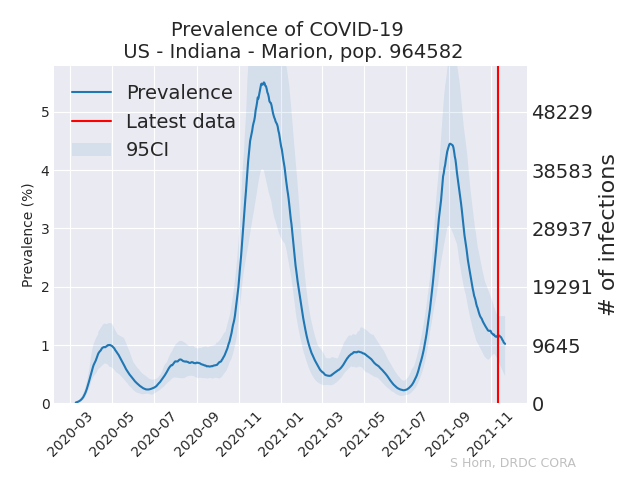 Prevalence of COVID-19
US - Indiana - Marion, pop. 964582
Prevalence
Latest data
95CI
Prevalence (%)
5
4
3
2
1
0
48229
38583
28937
19291
9645
0
# of infections
2020-03
2020-05
2020-07
2020-09
2020-11
2021-01
2021-03
2021-05
2021-07
2021-09
2021-11
S Horn, DRDC CORA